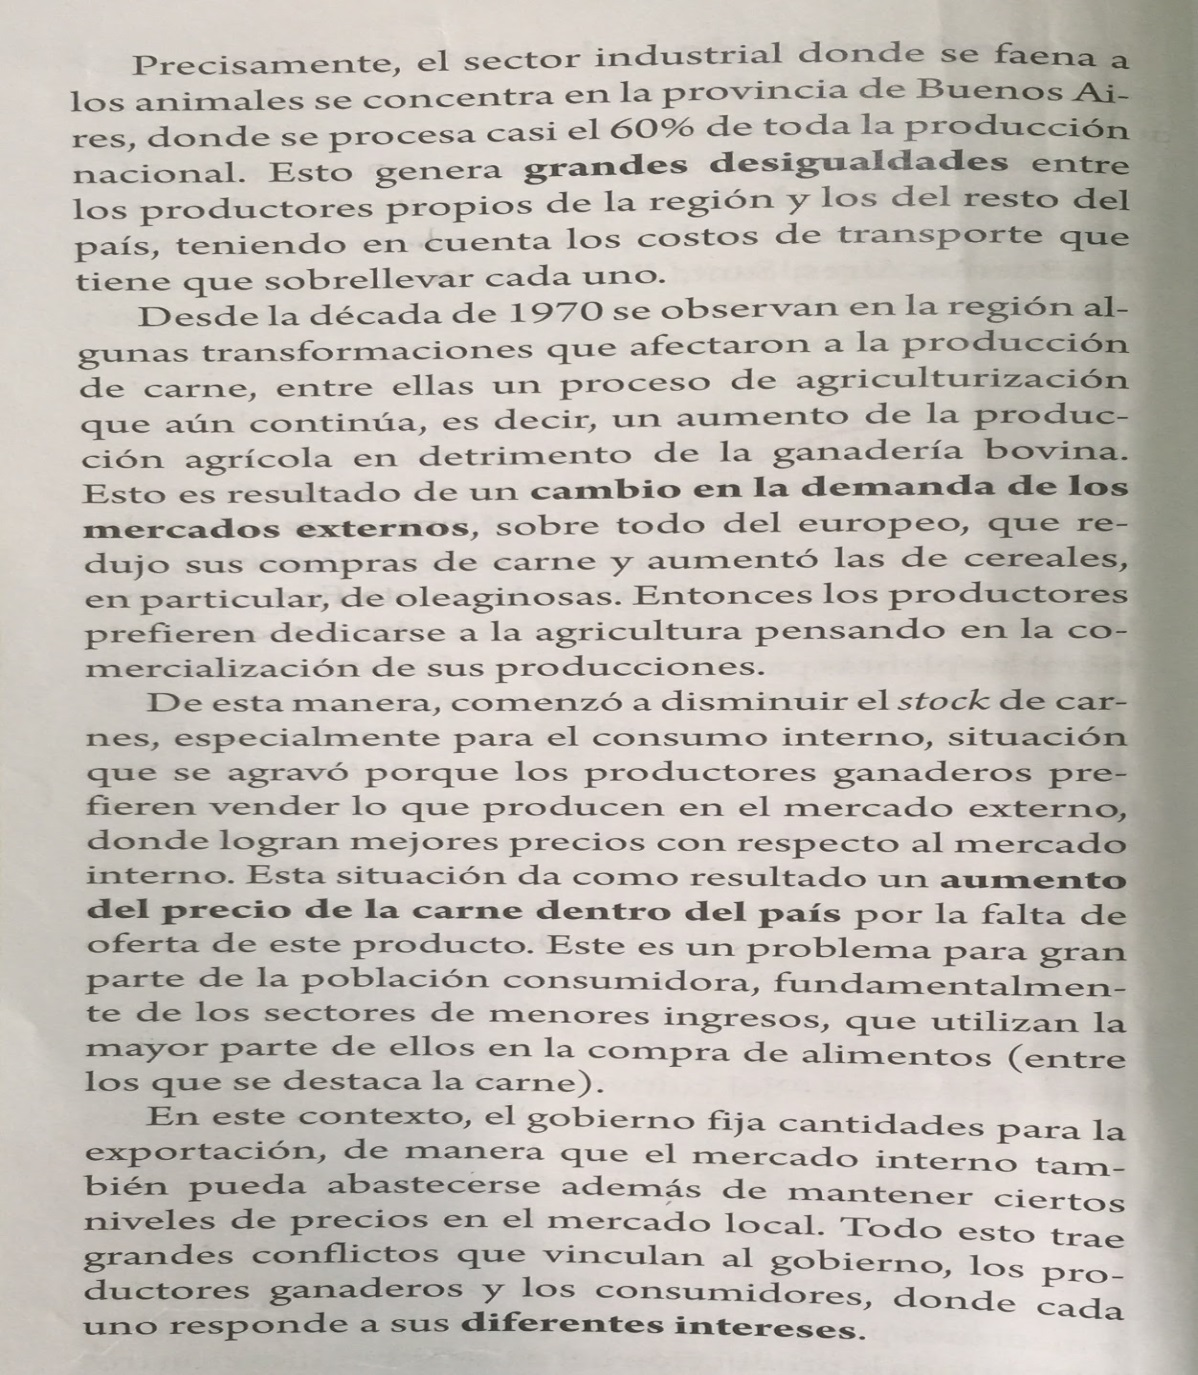 Precisamente, el sector industrial donde se faena a
los animales se concentra en la provincia de Buenos Ai-
res, donde se procesa casi el 60% de toda la producción
nacional. Esto genera grandes desigualdades entre
los productores propios de la región y los del resto del
país, teniendo en cuenta los costos de transporte que
tiene que sobrellevar cada uno.
Desde la década de 1970 se observan en la región al-
gunas transformaciones que afectaron a la producción
de carne, entre ellas un proceso de agriculturización
que aún continúa, es decir, un aumento de la produc-
ción agrícola en detrimento de la ganadería bovina.
Esto es resultado de un cambio en la demanda de los
mercados externos, sobre todo del europeo, que re-
dujo sus compras de carne y aumentó las de cereales,
en particular, de oleaginosas. Entonces los productores
prefieren dedicarse a la agricultura pensando en la co-
mercialización de sus producciones.
De esta manera, comenzó a disminuir el stock de car-
nes, especialmente para el consumo interno, situación
que se agravó porque los productores ganaderos pre-
fieren vender lo que producen en el mercado externo,
donde logran mejores precios con respecto al mercado
interno. Esta situación da como resultado un aumento
del precio de la carne dentro del país por la falta de
oferta de este producto. Este es un problema para gran
parte de la población consumidora, fundamentalmen-
te de los sectores de menores ingresos, que utilizan la
mayor parte de ellos en la compra de alimentos (entre
los que se destaca la carne).
En este contexto, el gobierno fija cantidades para la
exportación, de manera que el mercado interno tam-
bién pueda abastecerse además de mantener ciertos
niveles de precios en el mercado local. Todo esto trae
grandes conflictos que vinculan al gobierno, los pro-
ductores ganaderos y los consumidores, donde cada
uno responde a sus diferentes intereses.